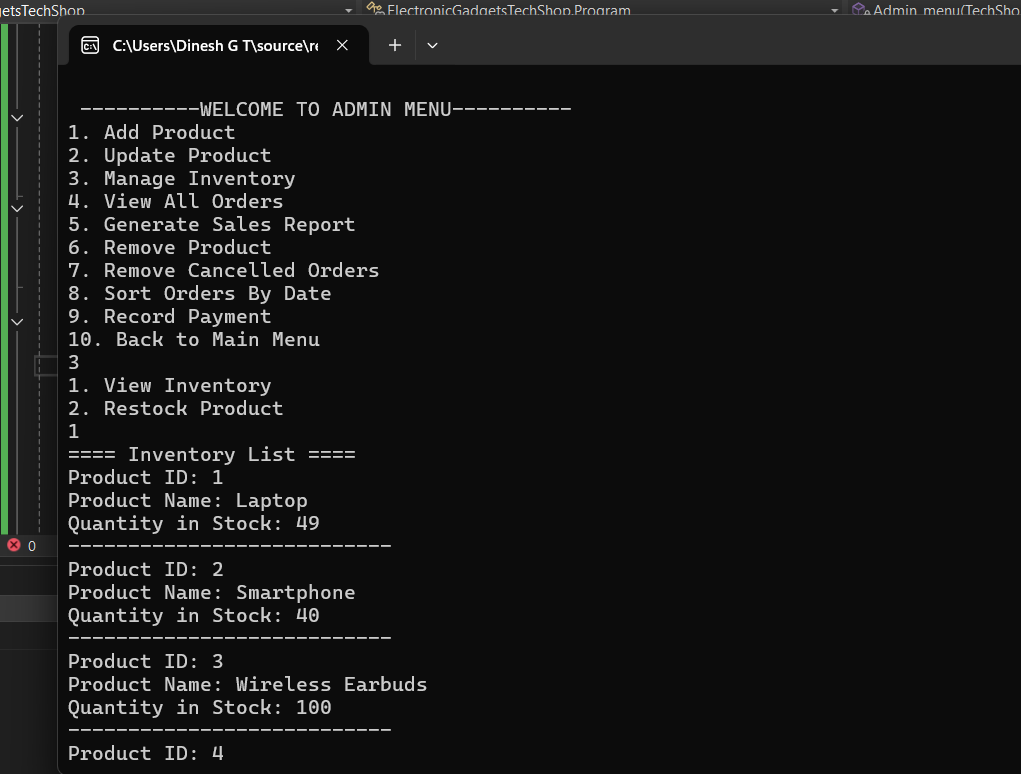 getsTechShop
ElectronicGadgetsTechShop.Program
Admin_menu(TechSho
C:\Users\Dinesh G T\source\re
----------WELCOME TO ADMIN MENU----------
1. Add Product
2. Update Product
3. Manage Inventory
4. View All Orders
5. Generate Sales Report
6. Remove Product
7. Remove Cancelled Orders
8. Sort Orders By Date
9. Record Payment
10. Back to Main Menu
3
1. View Inventory
2. Restock Product
1
==== Inventory List ====
Product ID: 1
Product Name: Laptop
Quantity in Stock: 49
---------------------------
Product ID: 2
Product Name: Smartphone
Quantity in Stock: 40
---------------------------
Product ID: 3
Product Name: Wireless Earbuds
Quantity in Stock: 100
---------------------------
Product ID: 4
0